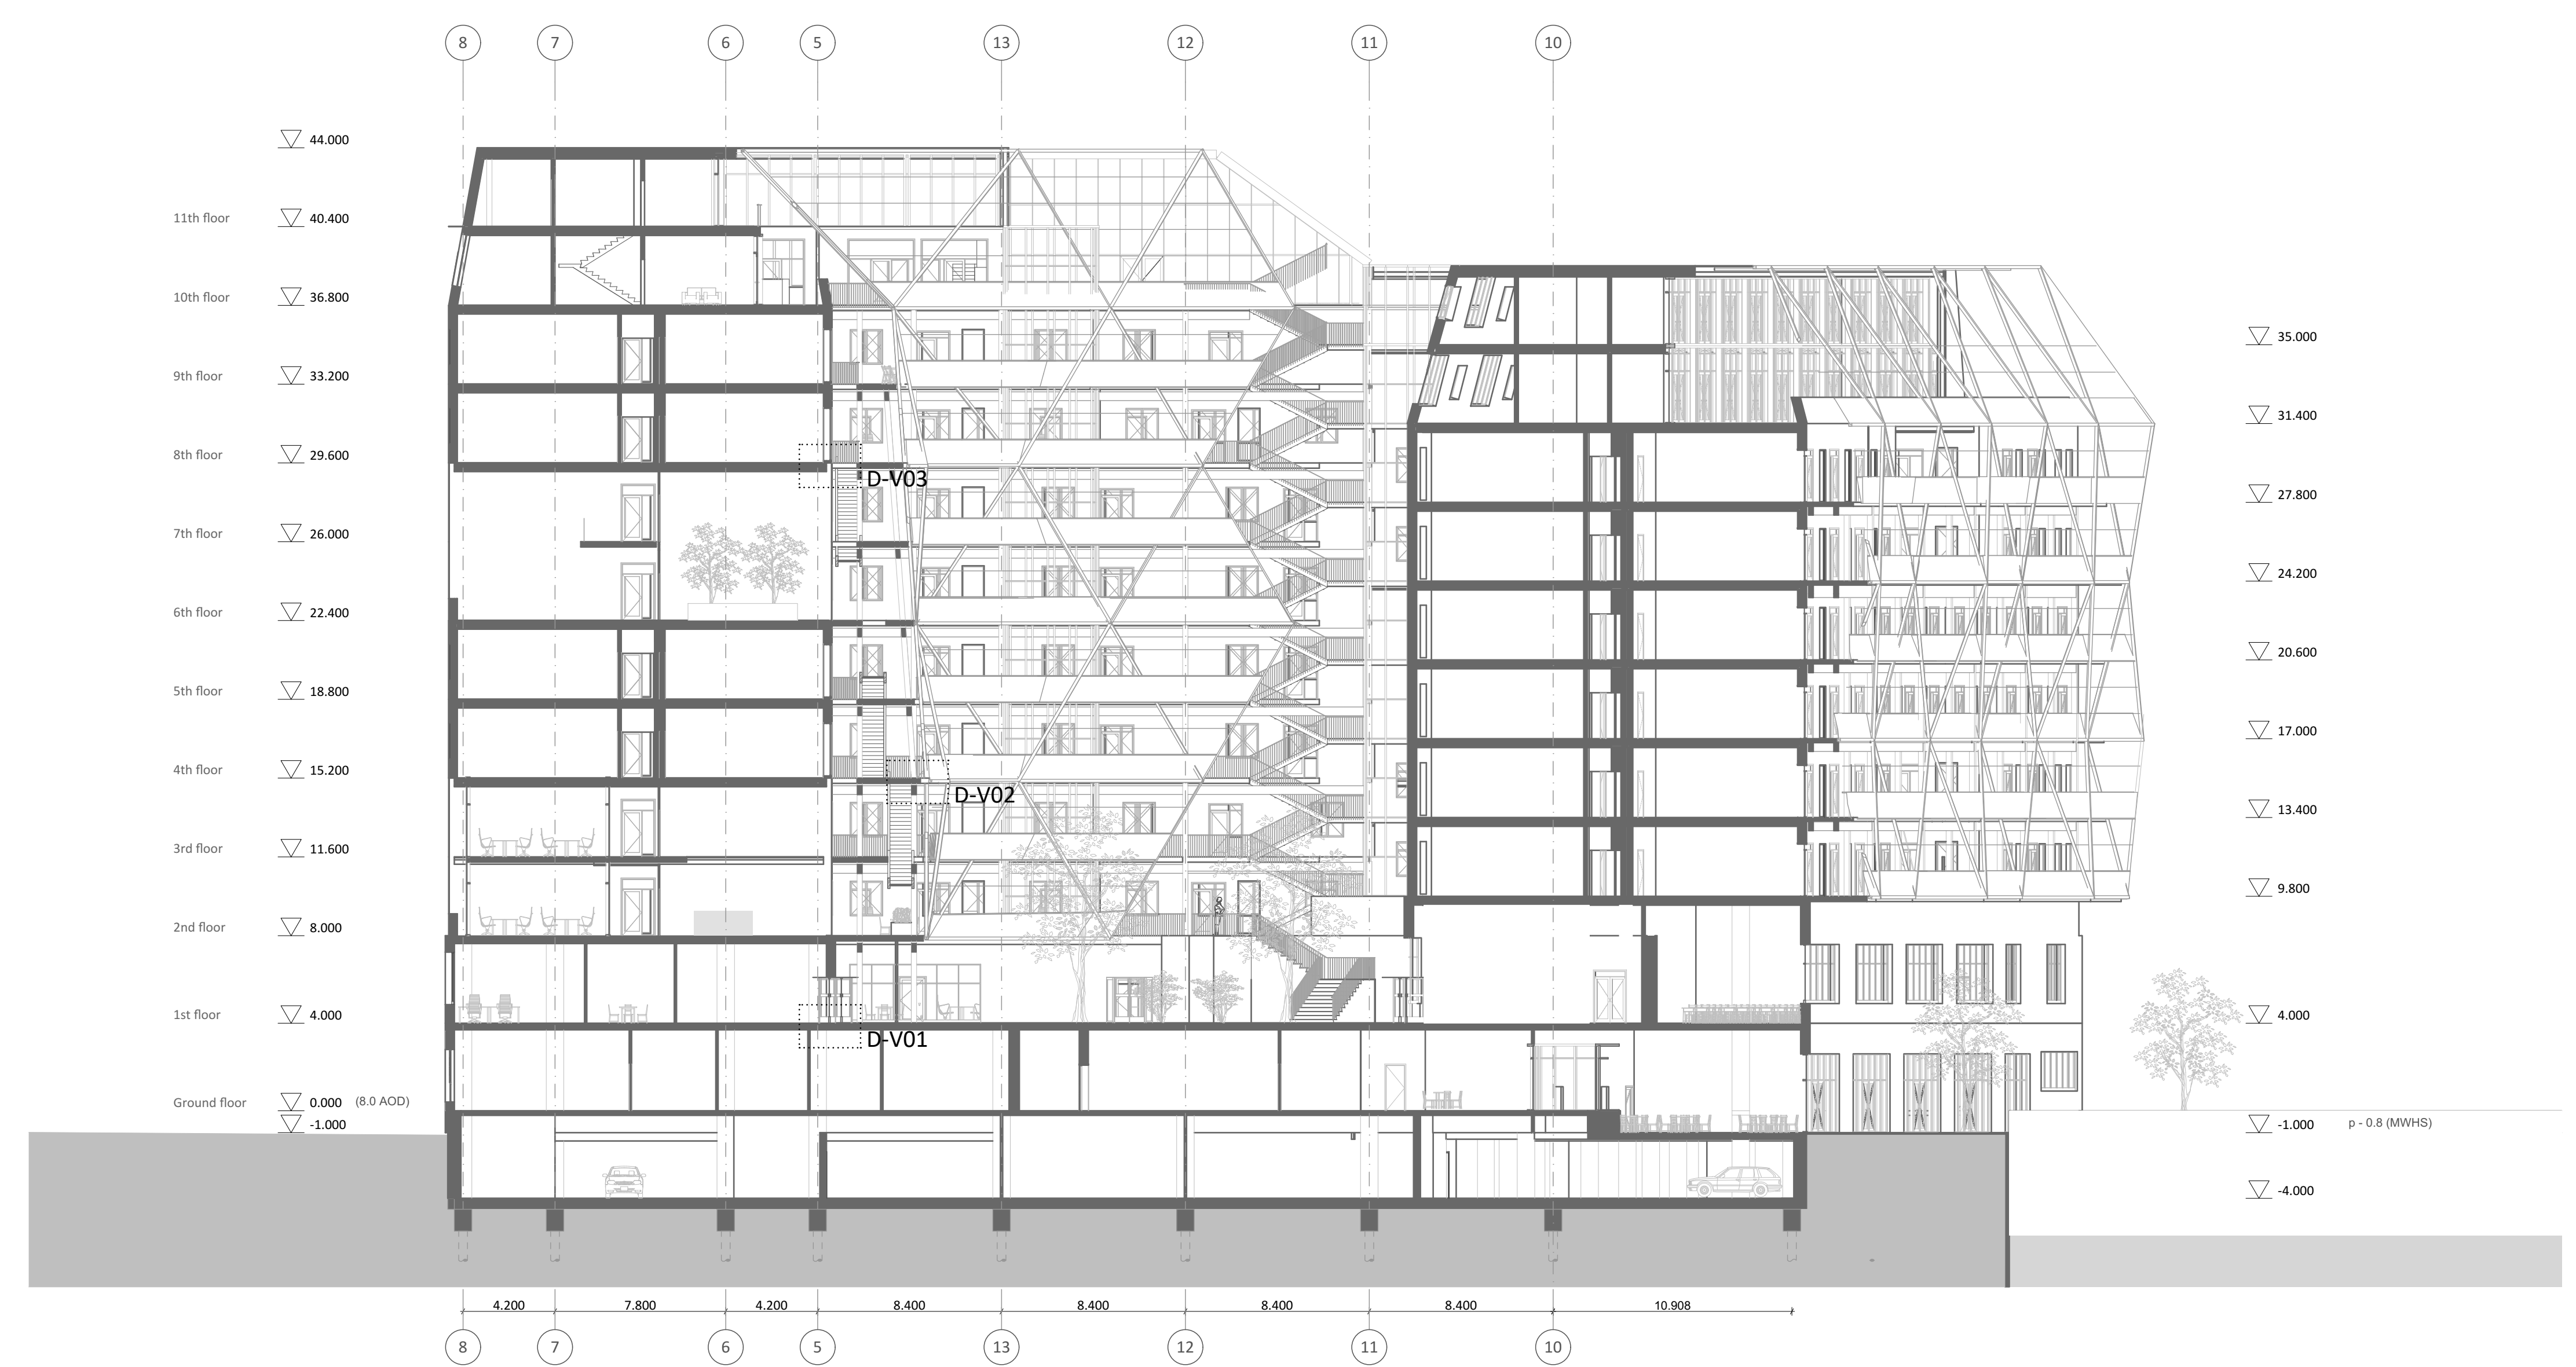 8 7 6 5 13 12 11 10
44.000
11th floor 40.400
10th floor 36.800
35.000
9th floor 33.200
31.400
8th floor 29.600
D-V03
27.800
7th floor 26.000
24.200
6th floor 22.400
20.600
5th floor 18.800
17.000
4th floor 15.200
D-V02
13.400
3rd floor 11.600
9.800
2nd floor 8.000
1st floor 4.000
4.000
D-V01
Ground floor 0.000 (8.0 AOD)
-1.000
-1.000 p - 0.8 (MWHS)
-4.000
4.200 7.800 4.200 8.400 8.400 8.400 8.400 10.908
8 7 6 5 13 12 11 10